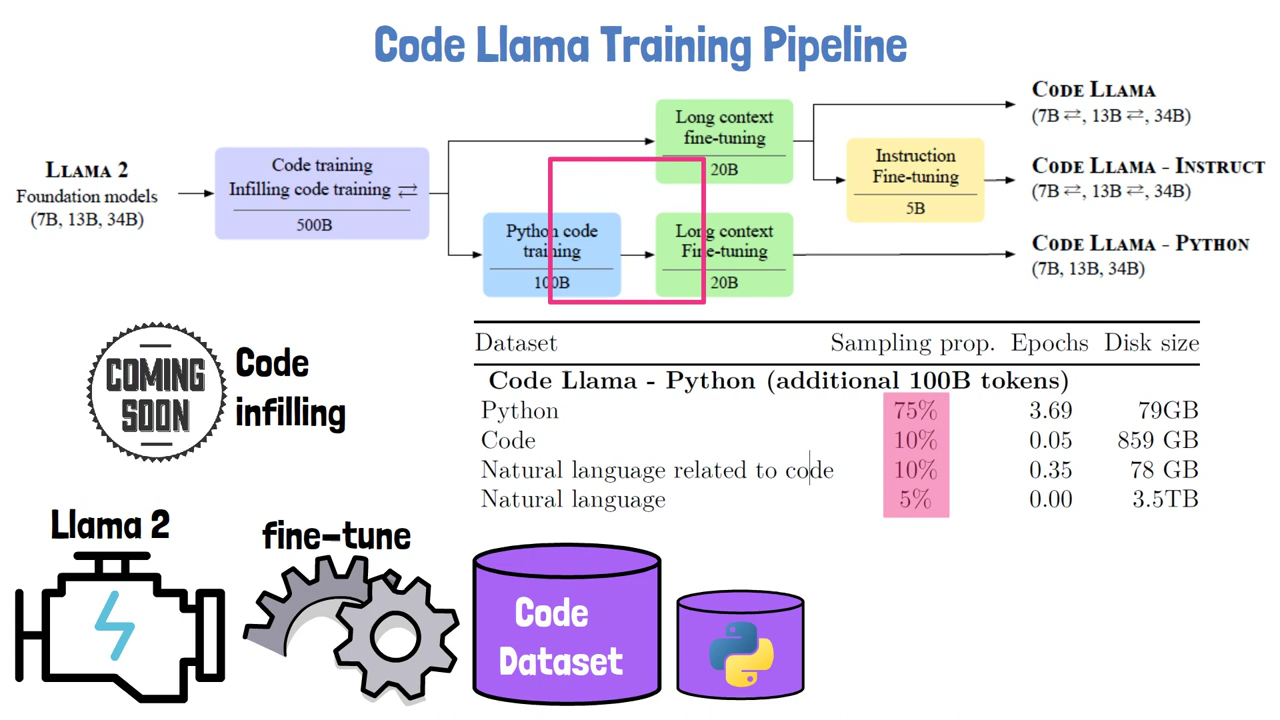 Code Llama Training Pipeline
LLAMA 2
Foundation models
(7B, 13B, 34B)
Code training
Infilling code training ⇄
500B
Python code
training
100B
Long context
fine-tuning
20B
Long context
Fine-tuning
20B
Instruction
Fine-tuning
5B
CODE LLAMA
(7B ⇄, 13B ⇄, 34B)
CODE LLAMA - INSTRUCT
(7B ⇄, 13B ⇄, 34B)
CODE LLAMA - PYTHON
(7B, 13B, 34B)
COMING
SOON
Code
infilling
Dataset Sampling prop. Epochs Disk size
Code Llama - Python (additional 100B tokens)
Python 75% 3.69 79GB
Code 10% 0.05 859 GB
Natural language related to code 10% 0.35 78 GB
Natural language 5% 0.00 3.5TB
Llama 2
fine-tune
Code
Dataset